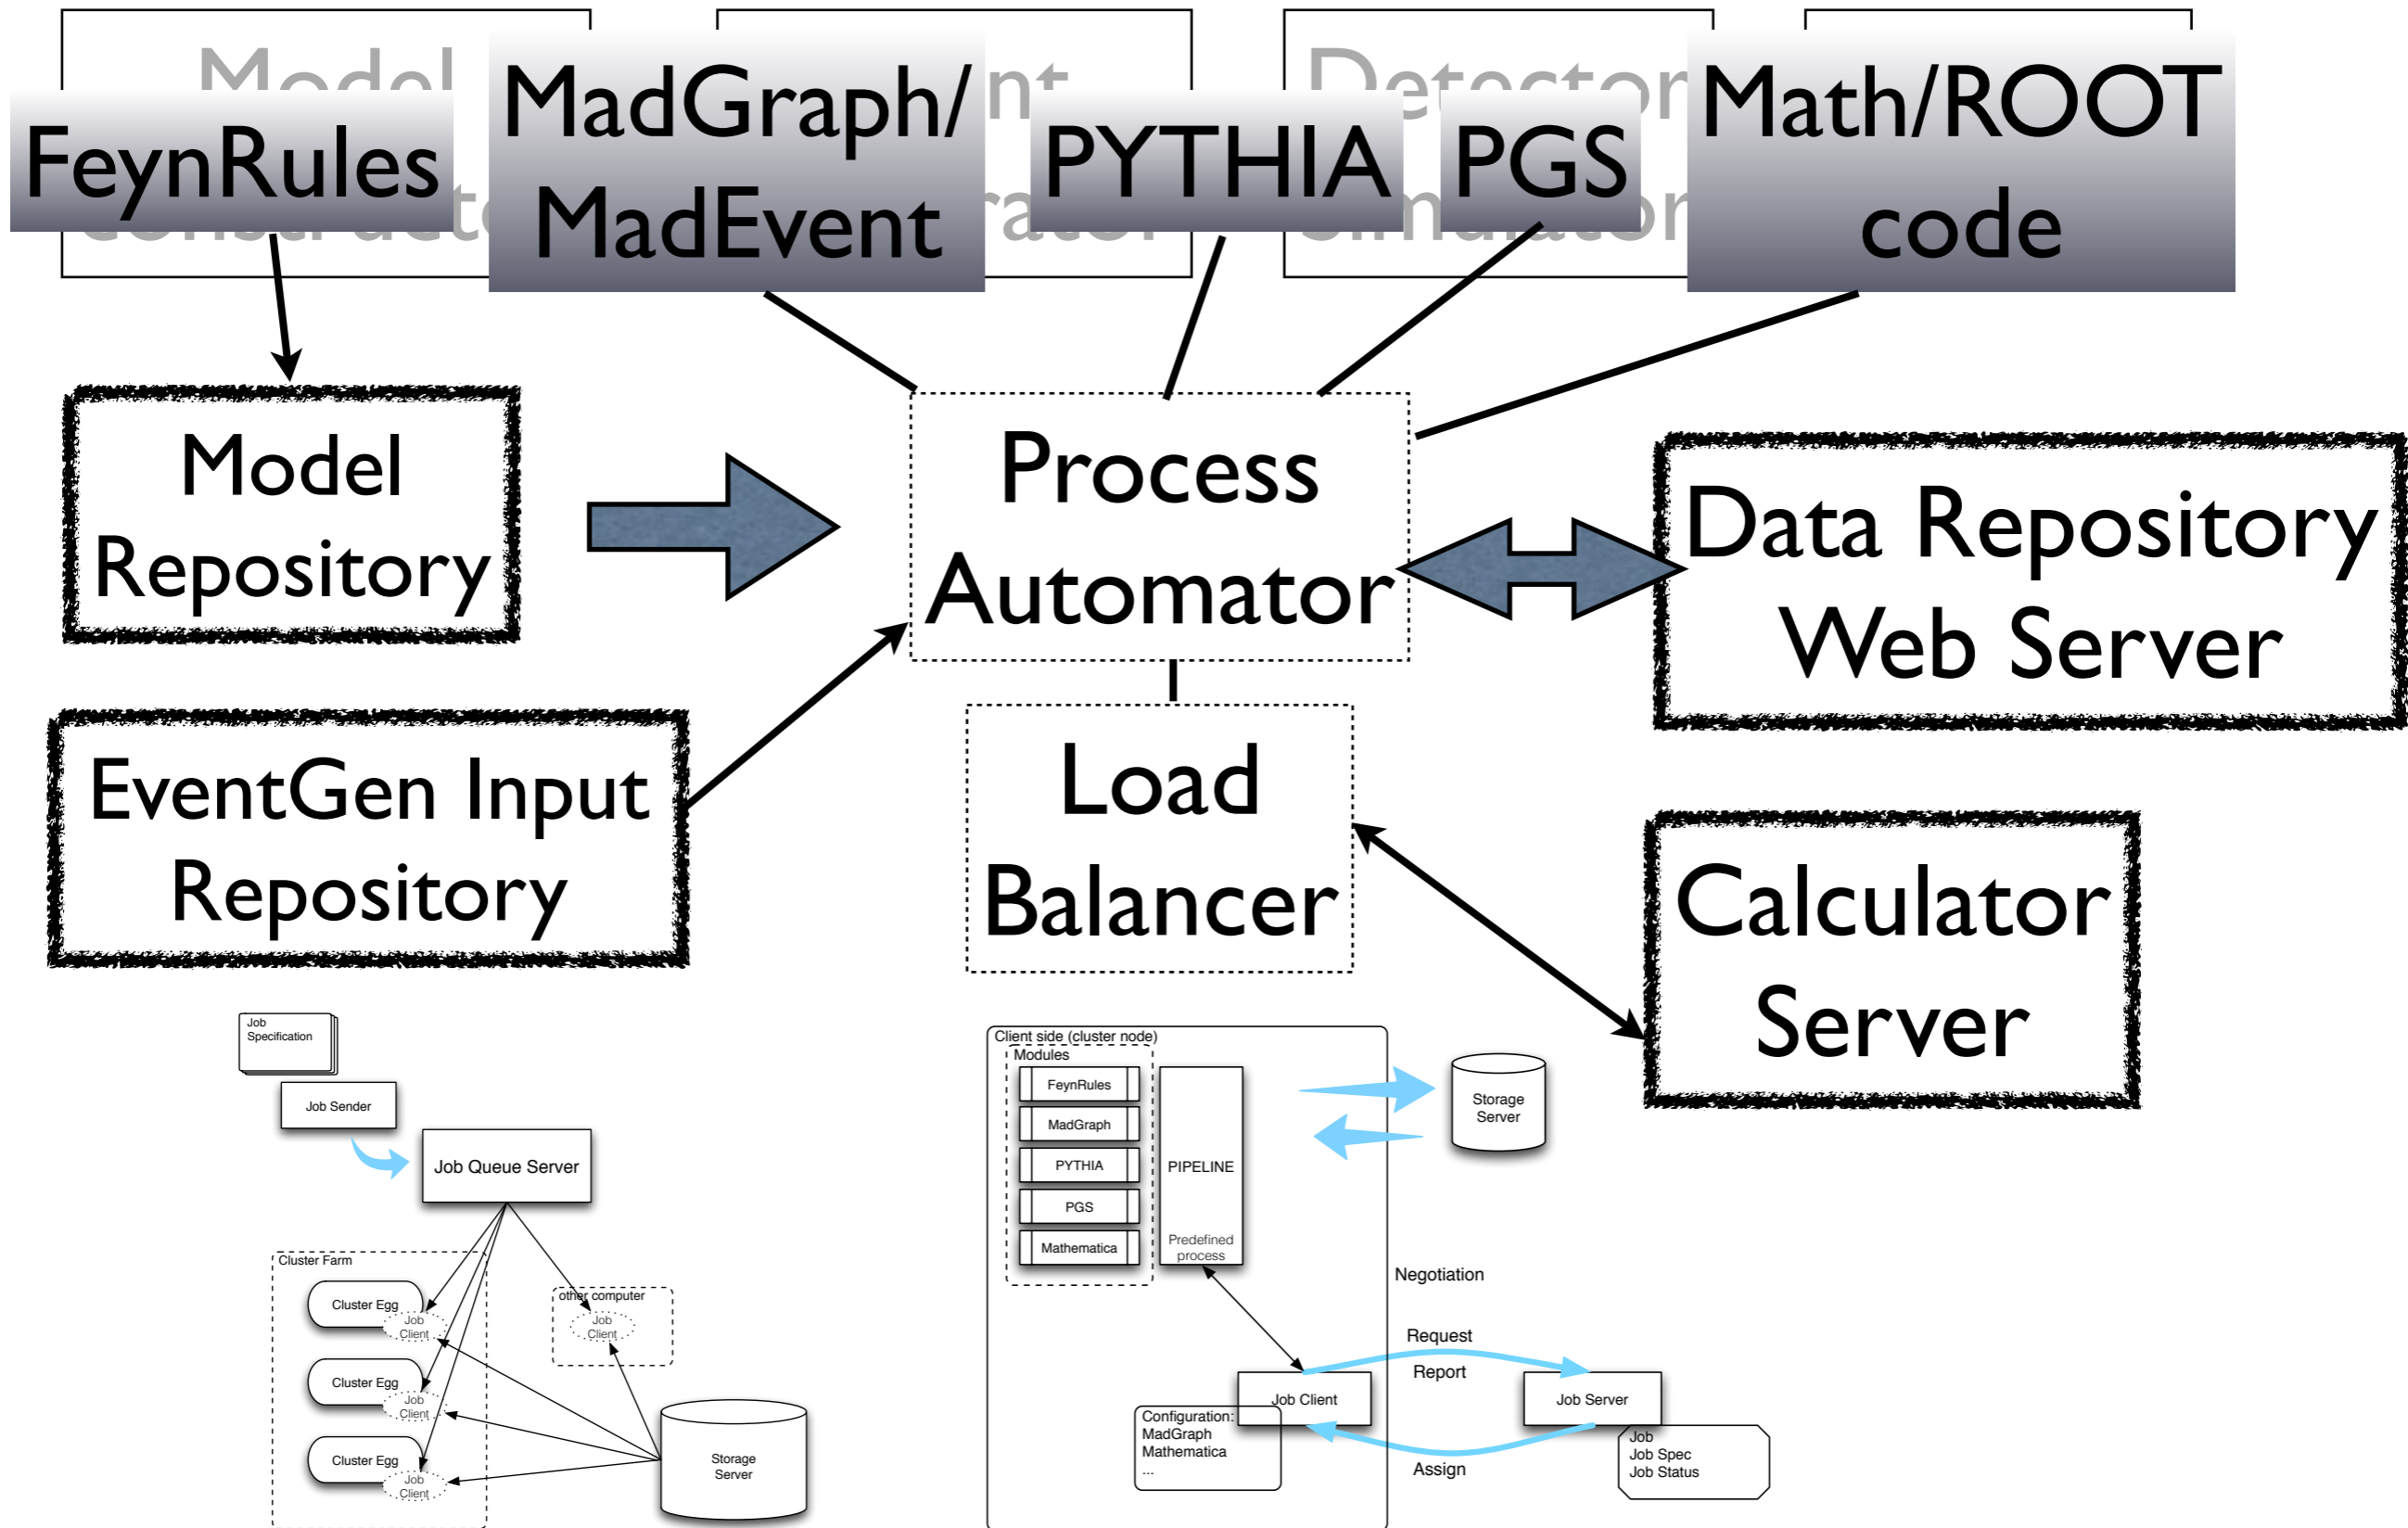 Model
FeynRules
MadGraph/
MadEvent
PYTHIA
Detector
PGS
Math/ROOT
code
Model
Repository
Process
Automator
Data Repository
Web Server
EventGen Input
Repository
Load
Balancer
Calculator
Server
Job
Specification
Job Sender
Job Queue Server
Cluster Farm
Cluster Egg
Job
Client
Cluster Egg
Job
Client
Cluster Egg
Job
Client
other computer
Job
Client
Storage
Server
Client side (cluster node)
Modules
FeynRules
MadGraph
PYTHIA
PGS
Mathematica
PIPELINE
Predefined
process
Storage
Server
Negotiation
Request
Report
Job Client
Configuration:
MadGraph
Mathematica
...
Job Server
Job
Job Spec
Job Status
Assign